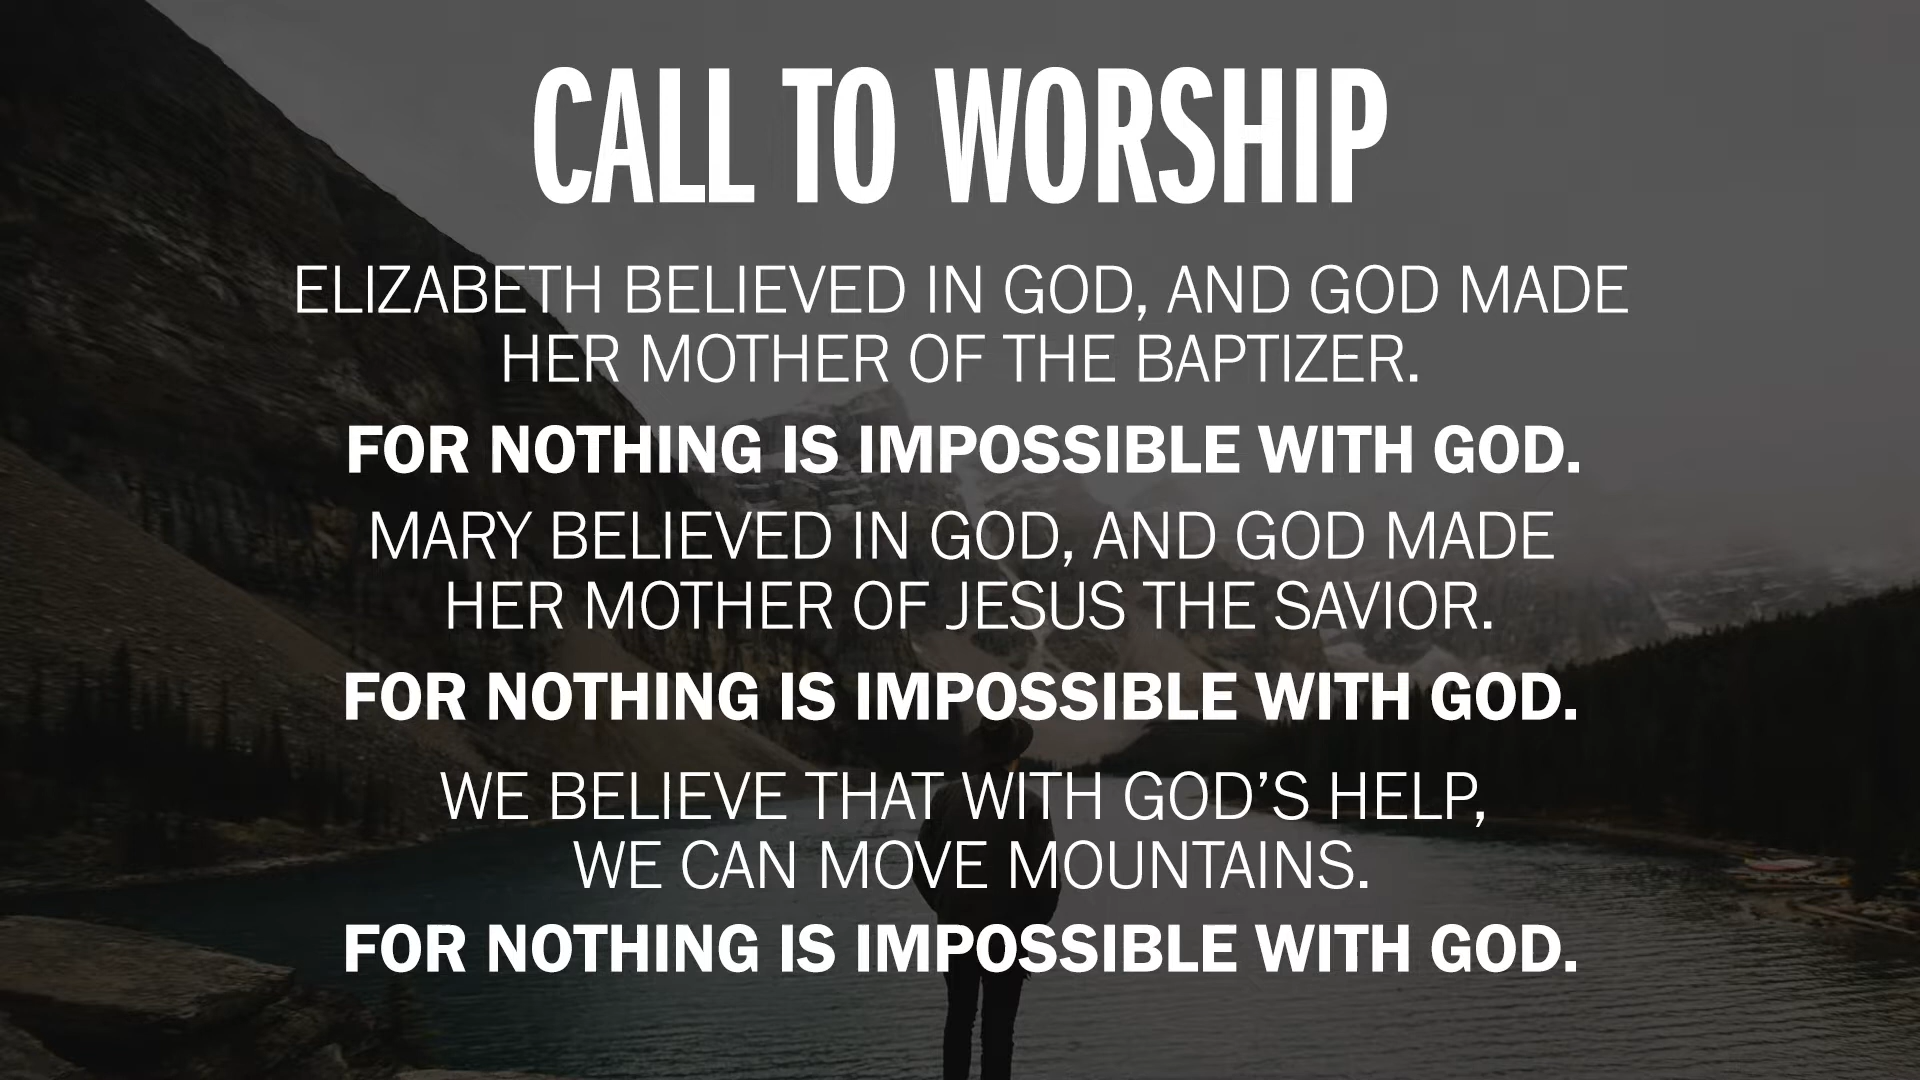 CALL TO WORSHIP
ELIZABETH BELIEVED IN GOD, AND GOD MADE
HER MOTHER OF THE BAPTIZER.
FOR NOTHING IS IMPOSSIBLE WITH GOD.
MARY BELIEVED IN GOD, AND GOD MADE
HER MOTHER OF JESUS THE SAVIOR.
FOR NOTHING IS IMPOSSIBLE WITH GOD.
WE BELIEVE THAT WITH GOD’S HELP,
WE CAN MOVE MOUNTAINS.
FOR NOTHING IS IMPOSSIBLE WITH GOD.